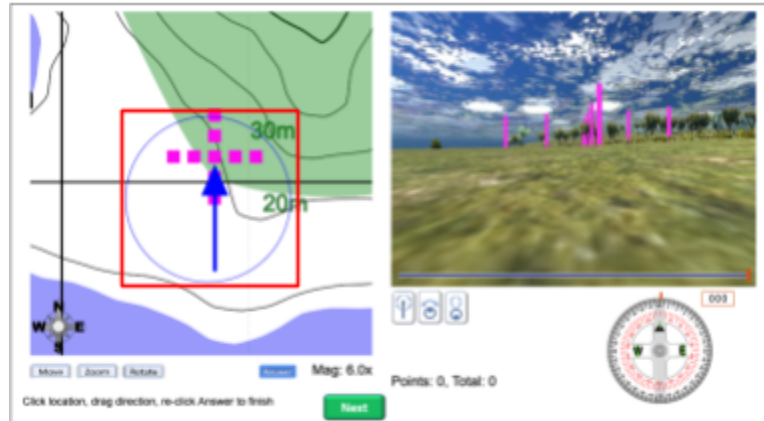 30m
20m
N
W E
S
Move Zoom Rotate Answer Mag: 6.0x
Click location, drag direction, re-click Answer to finish
Next
000
W E
Points: 0, Total: 0